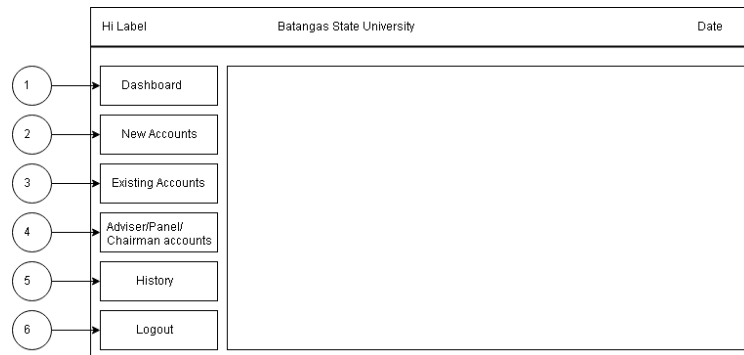 Hi Label Batangas State University Date
1 Dashboard
2 New Accounts
3 Existing Accounts
4 Adviser/Panel/
Chairman accounts
5 History
6 Logout